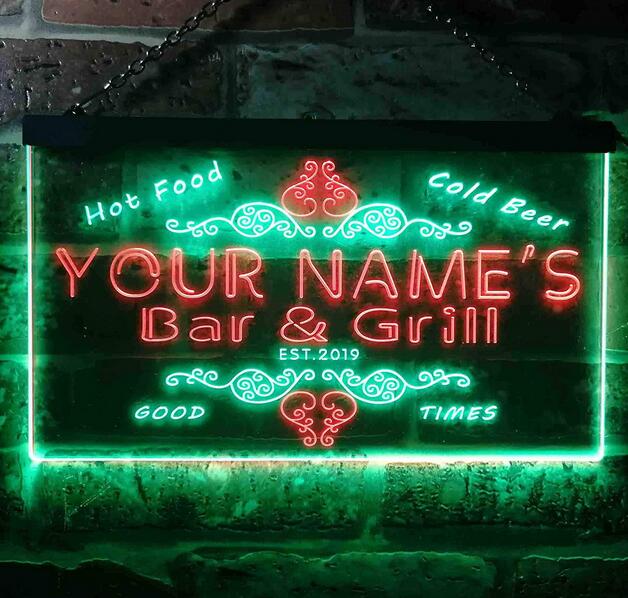 Hot Food
Cold Beer
YOUR NAME'S
Bar & Grill
EST.2019
GOOD
TIMES